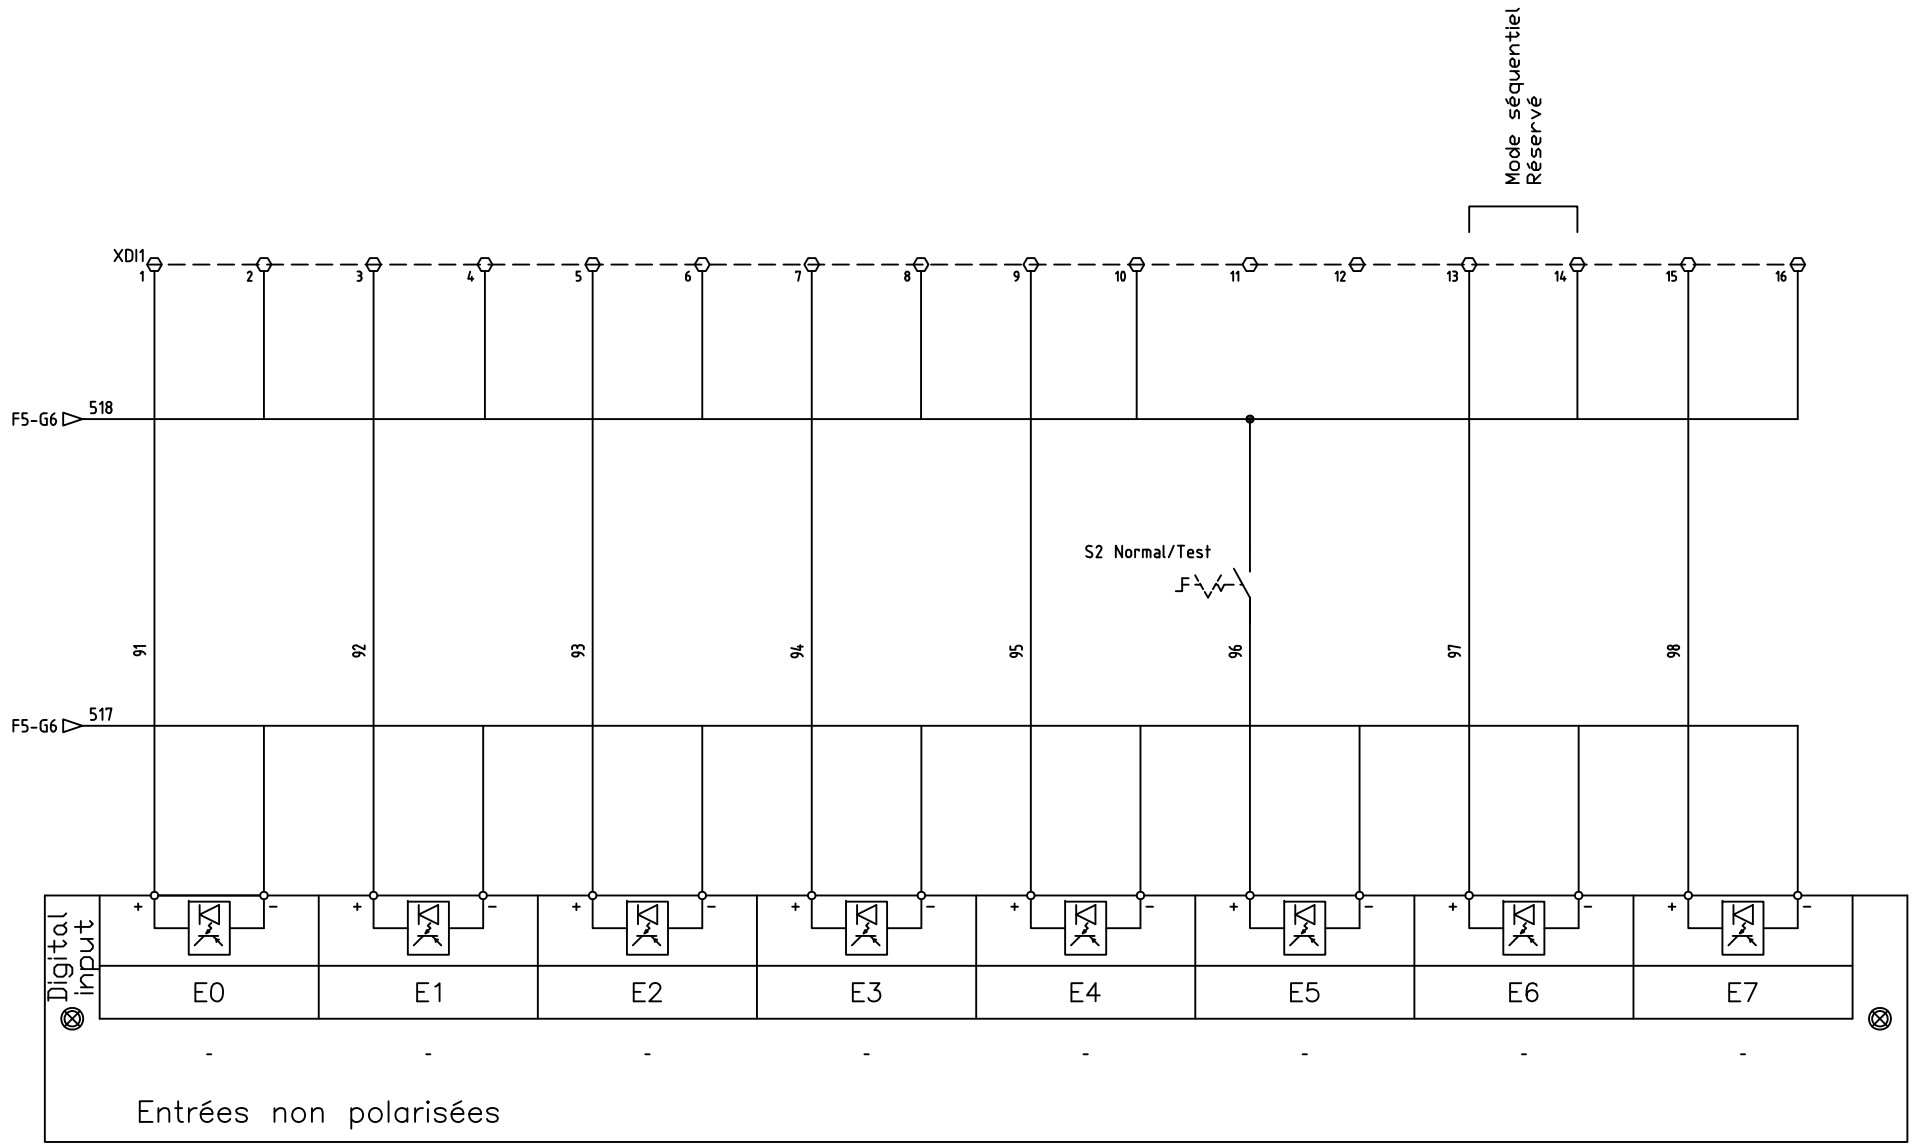 Mode séquentiel
Réservé
XDI1
1 2 3 4 5 6 7 8 9 10 11 12 13 14 15 16
F5-G6 518
S2 Normal/Test
91 92 93 94 95 96 97 98
F5-G6 517
+ - + - + - + - + - + - + - + -
Digital
input
E0 E1 E2 E3 E4 E5 E6 E7
- - - - - - - -
Entrées non polarisées